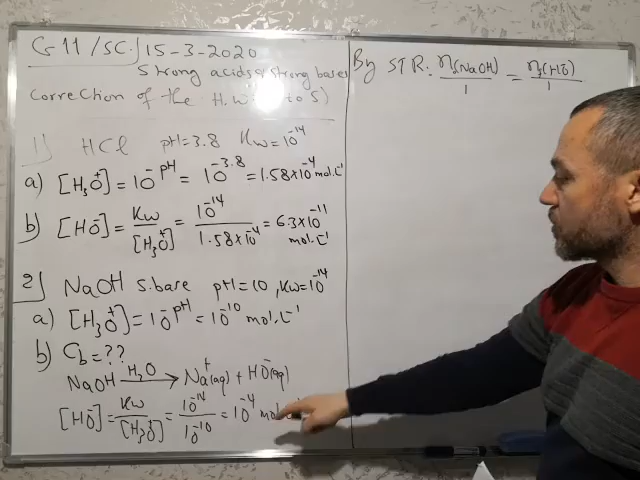 G11/SC. 15-3-2020
Strong acids & strong bases
Correction of the H.W to S)
1) HCl pH=3.8 Kw=10⁻¹⁴
a) [H₃O⁺]=10⁻ᵖᴴ=10⁻³·⁸=1.58×10⁻⁴ mol.L⁻¹
b) [HO⁻]=Kw/[H₃O⁺]=10⁻¹⁴/1.58×10⁻⁴=6.3×10⁻¹¹
mol.L⁻¹
2) NaOH S.base pH=10, Kw=10⁻¹⁴
a) [H₃O⁺]=10⁻ᵖᴴ=10⁻¹⁰ mol.L⁻¹
b) Cb=??
NaOH H₂O→ Na⁺(aq) + HO⁻(aq)
[HO⁻]=Kw/[H₃O⁺]=10⁻¹⁴/10⁻¹⁰=10⁻⁴ mol
By STR: n(NaOH)/1 = n(HO⁻)/1